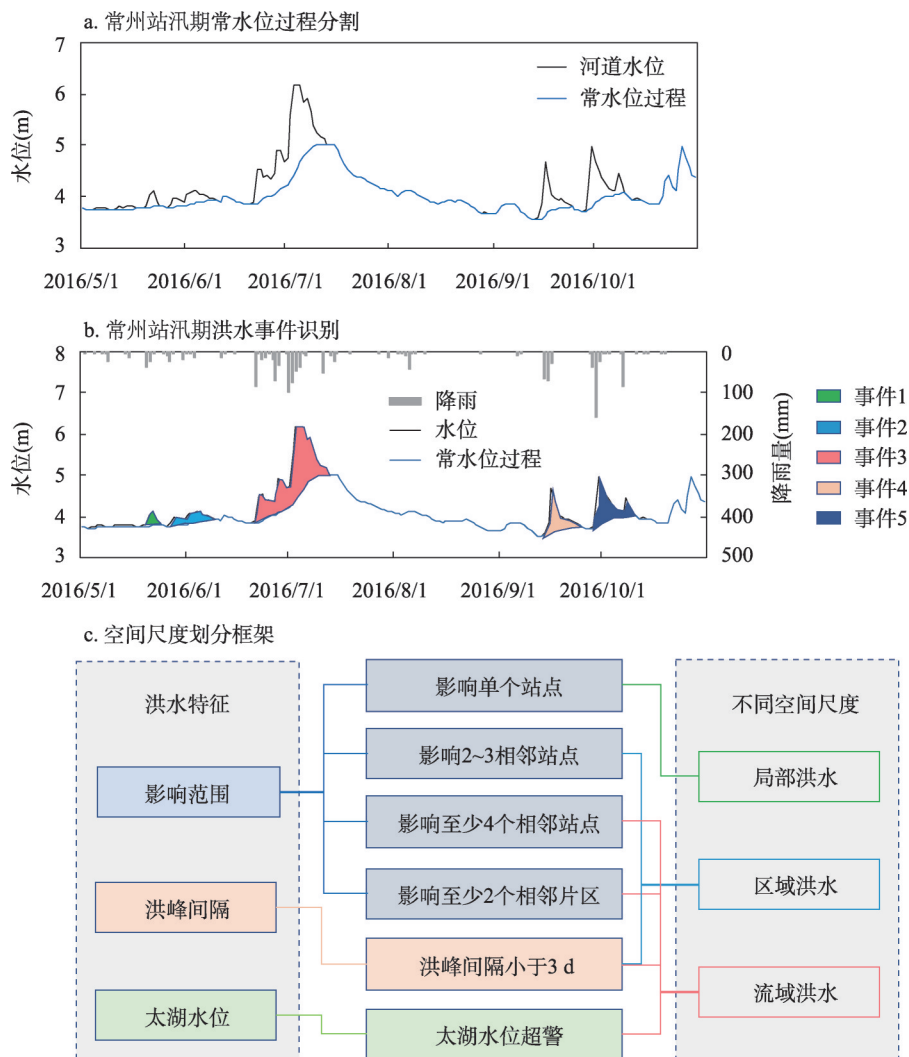 a. 常州站汛期常水位过程分割
7
6
5
4
3
水位(m)
河道水位
常水位过程
2016/5/1 2016/6/1 2016/7/1 2016/8/1 2016/9/1 2016/10/1
b. 常州站汛期洪水事件识别
8
7
6
5
4
3
水位(m)
降雨
水位
常水位过程
0
100
200
300
400
500
降雨量(mm)
事件1
事件2
事件3
事件4
事件5
2016/5/1 2016/6/1 2016/7/1 2016/8/1 2016/9/1 2016/10/1
c. 空间尺度划分框架
洪水特征
影响范围
洪峰间隔
太湖水位
影响单个站点
影响2~3相邻站点
影响至少4个相邻站点
影响至少2个相邻片区
洪峰间隔小于3 d
太湖水位超警
不同空间尺度
局部洪水
区域洪水
流域洪水